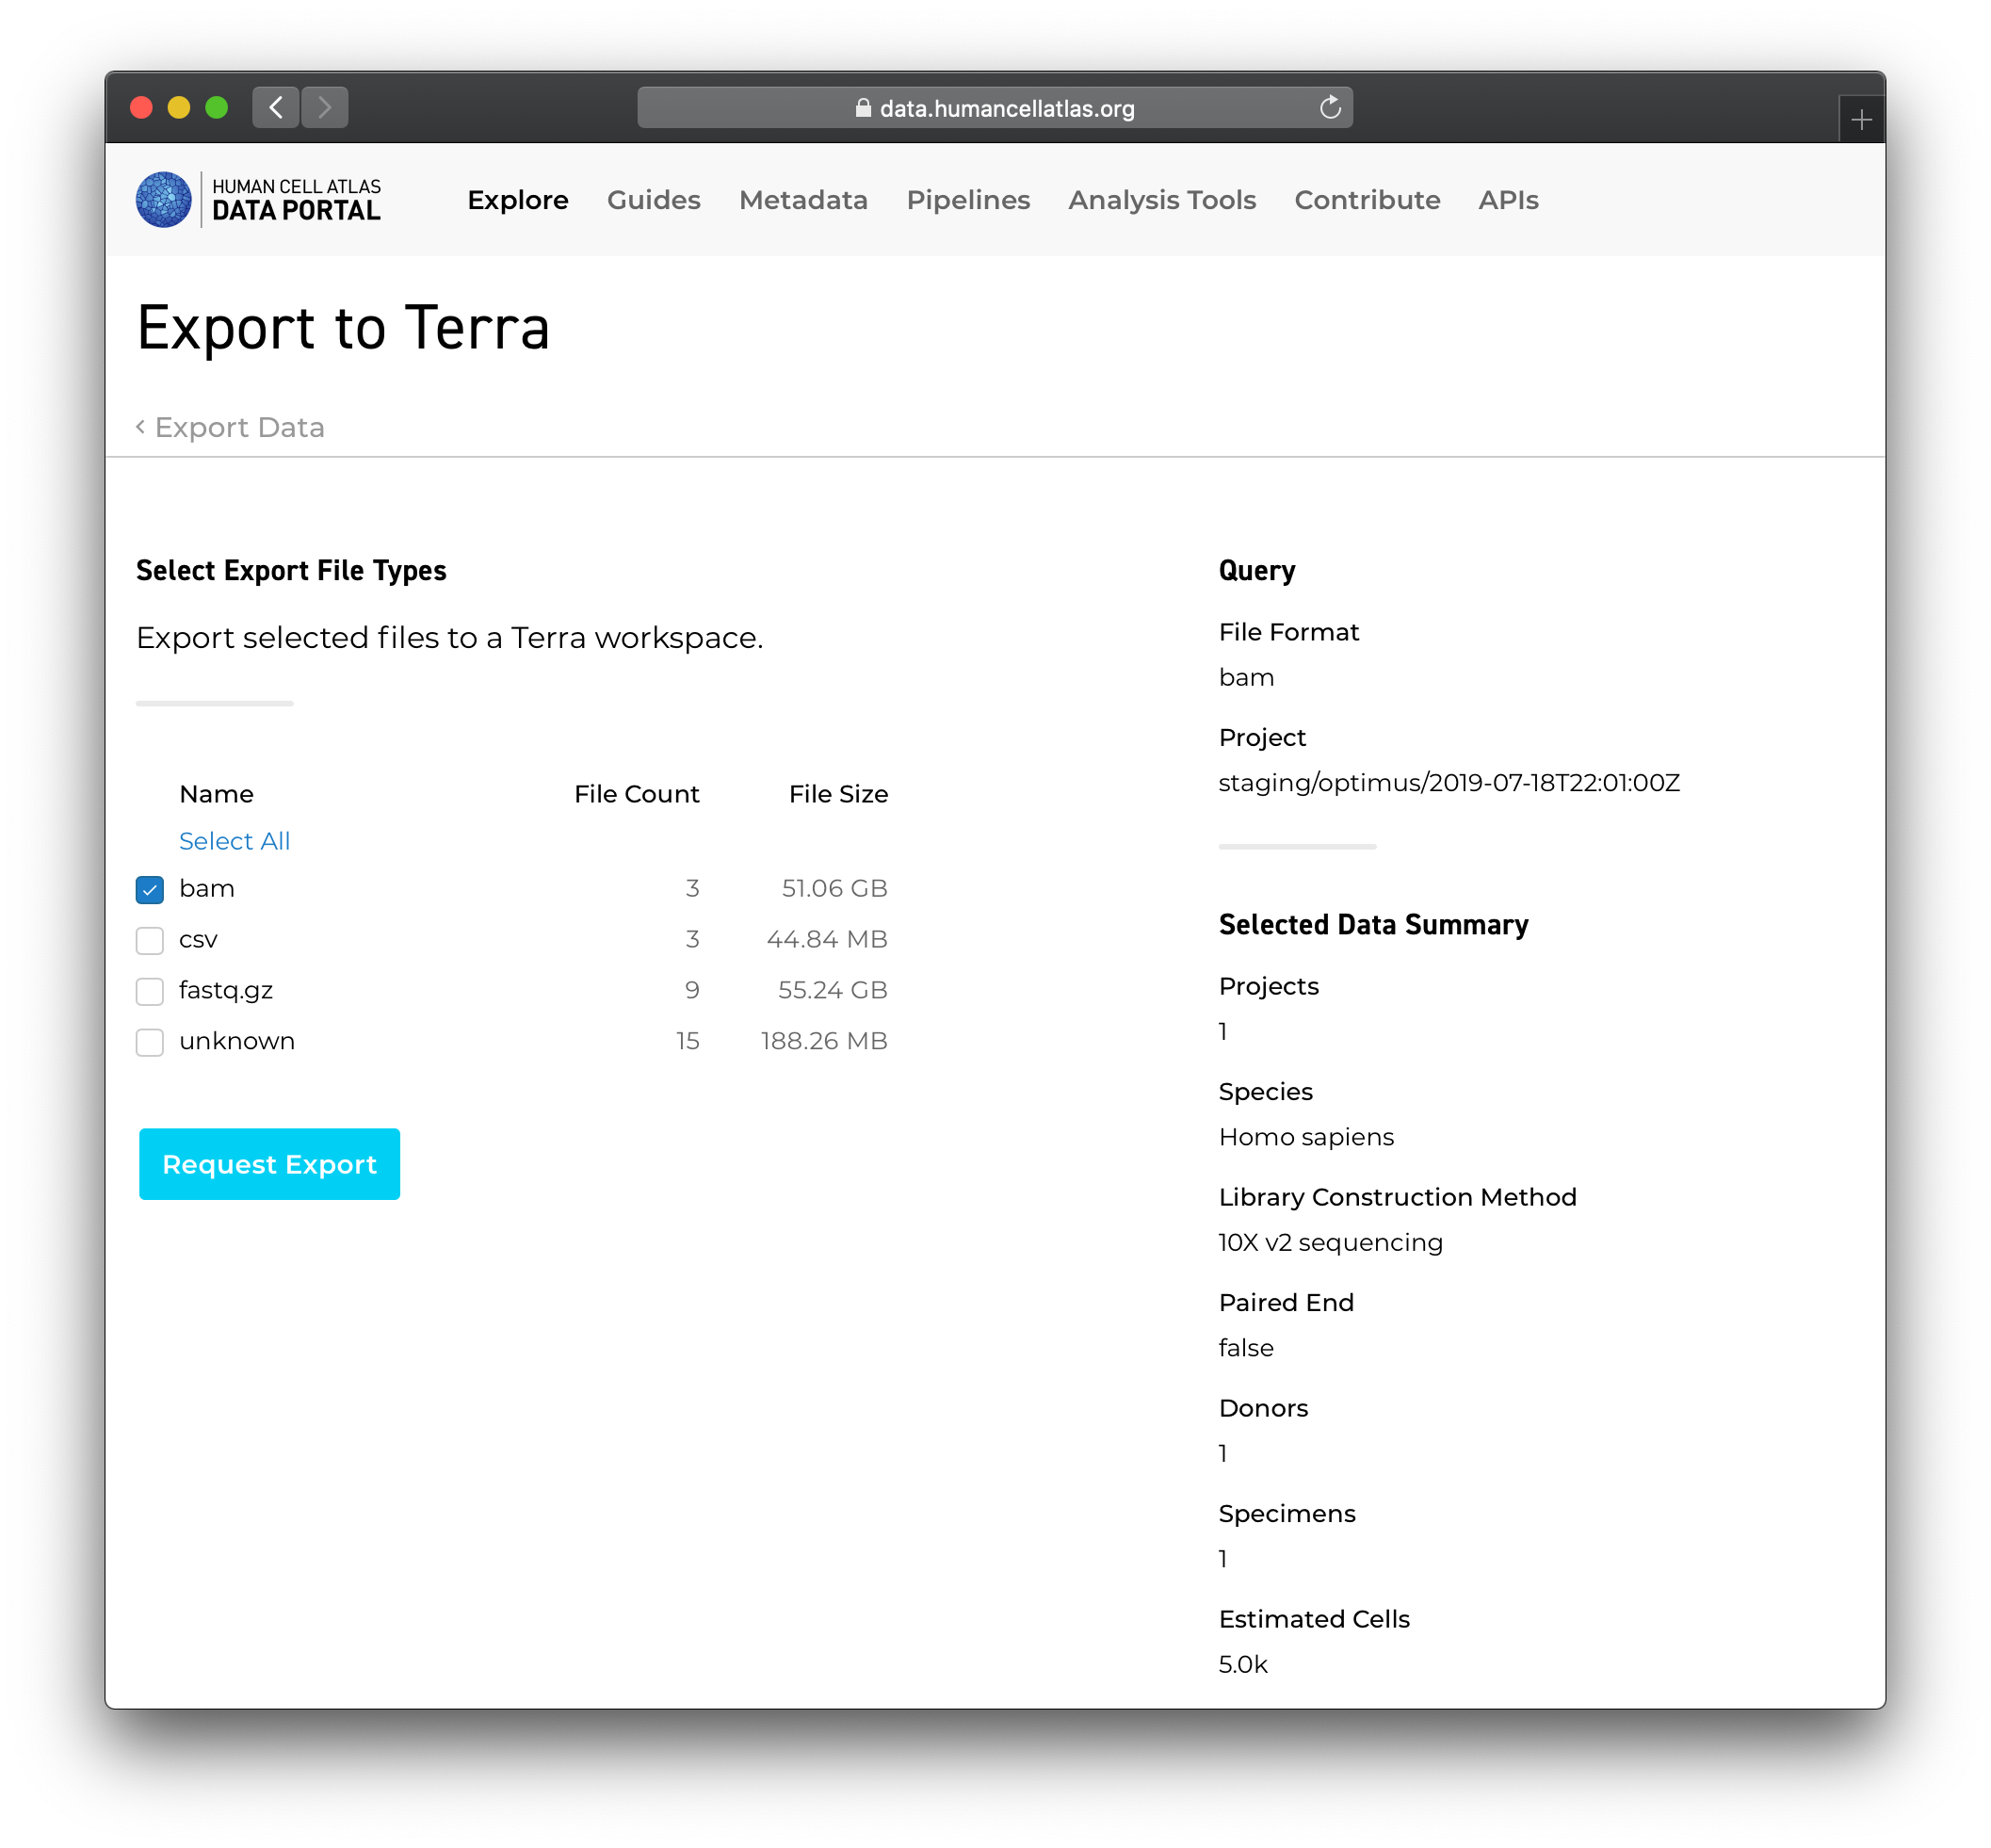 data.humancellatlas.org
HUMAN CELL ATLAS
DATA PORTAL
Explore Guides Metadata Pipelines Analysis Tools Contribute APIs
Export to Terra
‹ Export Data
Select Export File Types
Export selected files to a Terra workspace.
Name File Count File Size
Select All
bam 3 51.06 GB
csv 3 44.84 MB
fastq.gz 9 55.24 GB
unknown 15 188.26 MB
Request Export
Query
File Format
bam
Project
staging/optimus/2019-07-18T22:01:00Z
Selected Data Summary
Projects
1
Species
Homo sapiens
Library Construction Method
10X v2 sequencing
Paired End
false
Donors
1
Specimens
1
Estimated Cells
5.0k